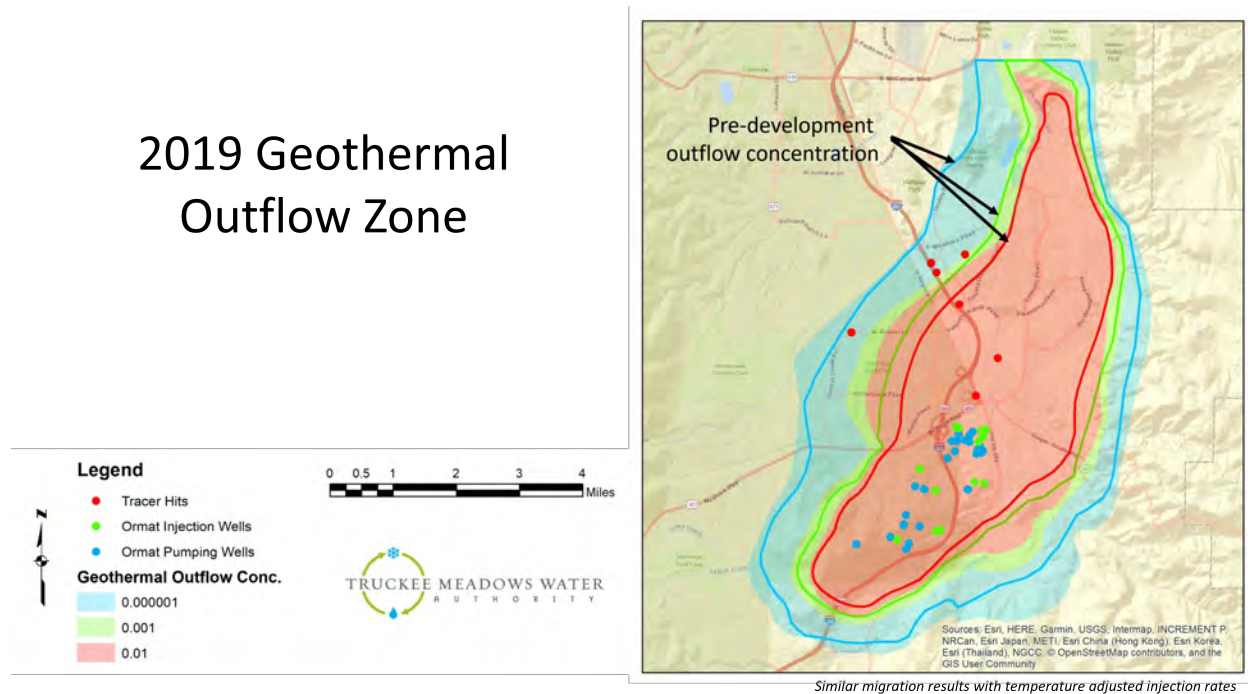 2019 Geothermal
Outflow Zone
Pre-development
outflow concentration
Legend
Tracer Hits
Ormat Injection Wells
Ormat Pumping Wells
Geothermal Outflow Conc.
0.000001
0.001
0.01
N
0 0.5 1 2 3 4
Miles
TRUCKEE MEADOWS WATER
AUTHORITY
Sources: Esri, HERE, Garmin, USGS, Intermap, INCREMENT P,
NRCan, Esri Japan, METI, Esri China (Hong Kong), Esri Korea,
Esri (Thailand), NGCC, © OpenStreetMap contributors, and the
GIS User Community
Similar migration results with temperature adjusted injection rates